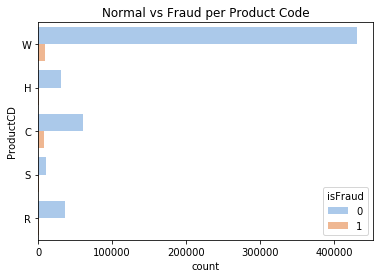 Normal vs Fraud per Product Code
ProductCD
W
H
C
S
R
0
100000
200000
300000
400000
count
isFraud
0
1